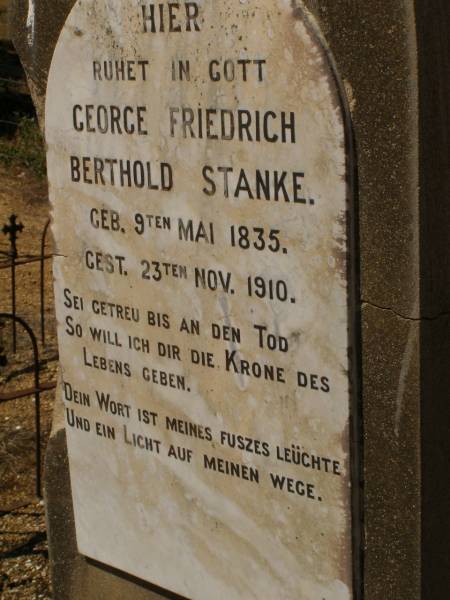 HIER
RUHET IN GOTT
GEORGE FRIEDRICH
BERTHOLD STANKE.
GEB. 9TEN MAI 1835.
GEST. 23TEN NOV. 1910.
SEI GETREU BIS AN DEN TOD
SO WILL ICH DIR DIE KRONE DES
LEBENS GEBEN.
DEIN WORT IST MEINES FUSZES LEÜCHTE
UND EIN LICHT AUF MEINEN WEGE.